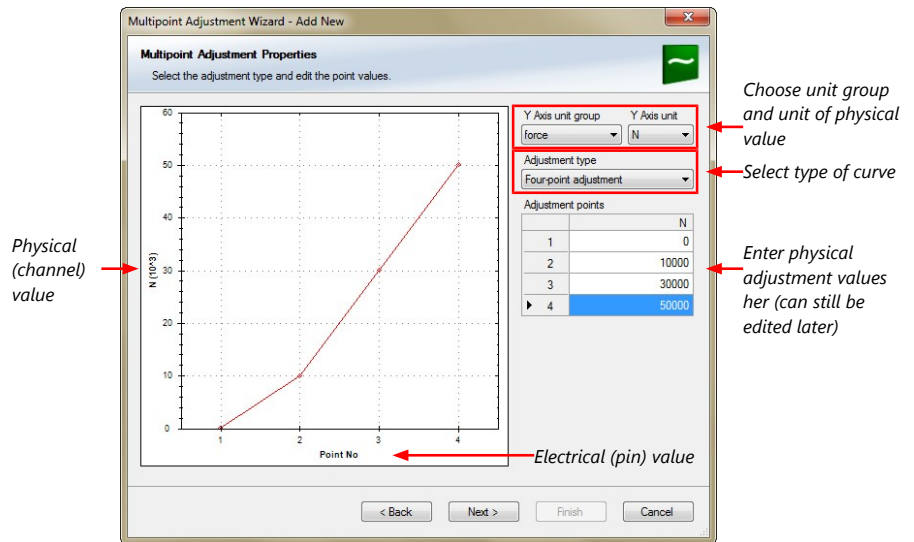 Multipoint Adjustment Wizard - Add New
Multipoint Adjustment Properties
Select the adjustment type and edit the point values.
60
50
40
30
20
10
0
N (10^3)
1 2 3 4
Point No
Y Axis unit group Y Axis unit
force N
Adjustment type
Four-point adjustment
Adjustment points
N
1 0
2 10000
3 30000
4 50000
< Back Next > Finish Cancel
Physical
(channel)
value
Choose unit group
and unit of physical
value
Select type of curve
Enter physical
adjustment values
her (can still be
edited later)
Electrical (pin) value